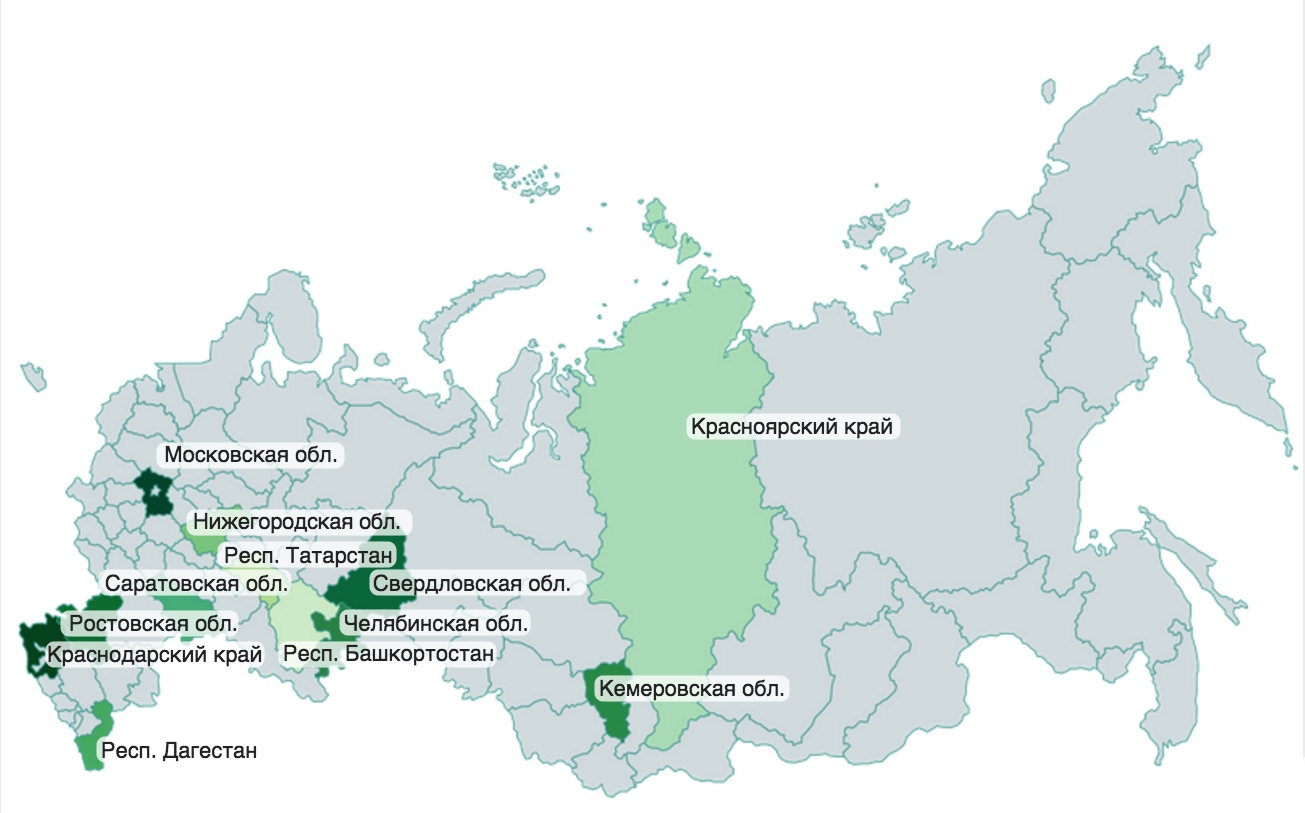 Красноярский край
Московская обл.
Нижегородская обл.
Респ. Татарстан
Саратовская обл.
Свердловская обл.
Ростовская обл.
Челябинская обл.
Краснодарский край
Респ. Башкортостан
Кемеровская обл.
Респ. Дагестан